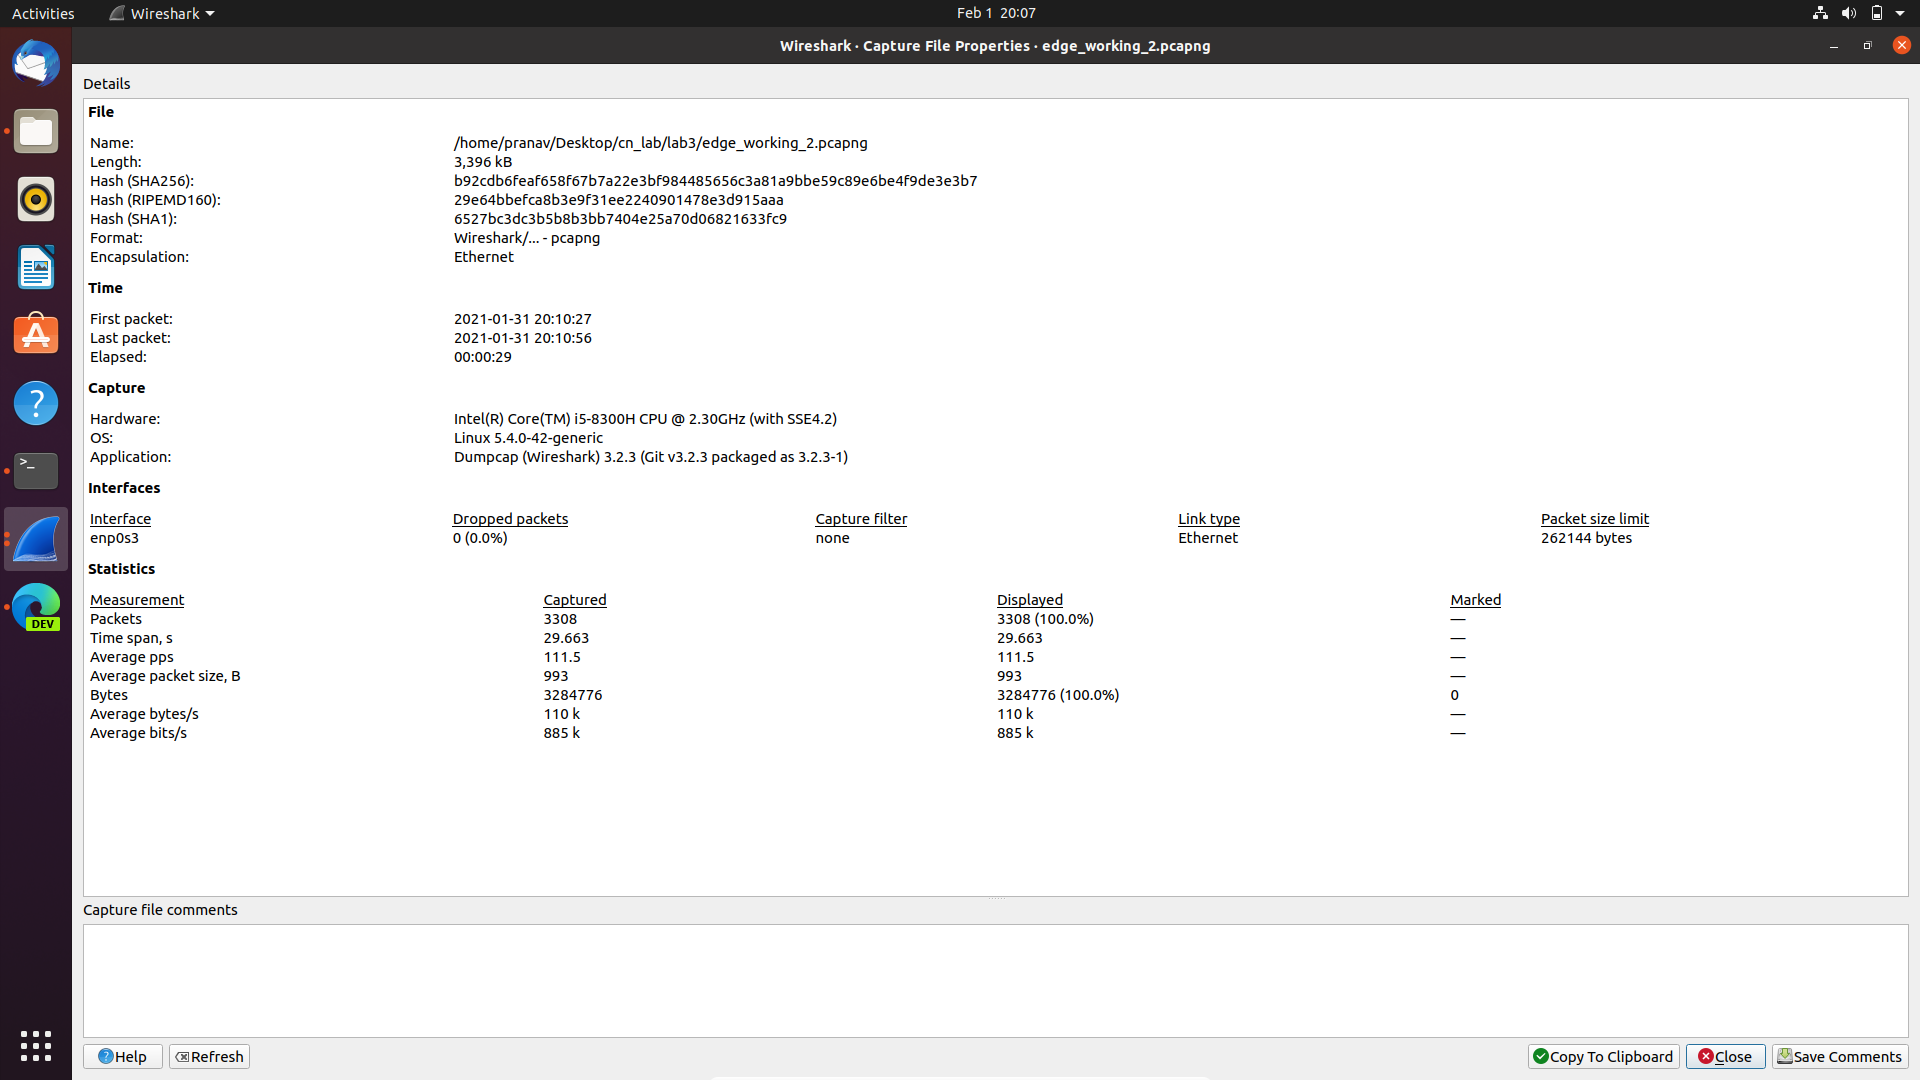 Activities Wireshark Feb 1 20:07
Wireshark · Capture File Properties · edge_working_2.pcapng
Details
File
Name: /home/pranav/Desktop/cn_lab/lab3/edge_working_2.pcapng
Length: 3,396 kB
Hash (SHA256): b92cdb6feaf658f67b7a22e3bf984485656c3a81a9bbe59c89e6be4f9de3e3b7
Hash (RIPEMD160): 29e64bbefca8b3e9f31ee2240901478e3d915aaa
Hash (SHA1): 6527bc3dc3b5b8b3bb7404e25a70d06821633fc9
Format: Wireshark/... - pcapng
Encapsulation: Ethernet
Time
First packet: 2021-01-31 20:10:27
Last packet: 2021-01-31 20:10:56
Elapsed: 00:00:29
Capture
Hardware: Intel(R) Core(TM) i5-8300H CPU @ 2.30GHz (with SSE4.2)
OS: Linux 5.4.0-42-generic
Application: Dumpcap (Wireshark) 3.2.3 (Git v3.2.3 packaged as 3.2.3-1)
Interfaces
Interface Dropped packets Capture filter Link type Packet size limit
enp0s3 0 (0.0%) none Ethernet 262144 bytes
Statistics
Measurement Captured Displayed Marked
Packets 3308 3308 (100.0%) —
Time span, s 29.663 29.663 —
Average pps 111.5 111.5 —
Average packet size, B 993 993 —
Bytes 3284776 3284776 (100.0%) 0
Average bytes/s 110 k 110 k —
Average bits/s 885 k 885 k —
DEV
Capture file comments
Help Refresh Copy To Clipboard Close Save Comments